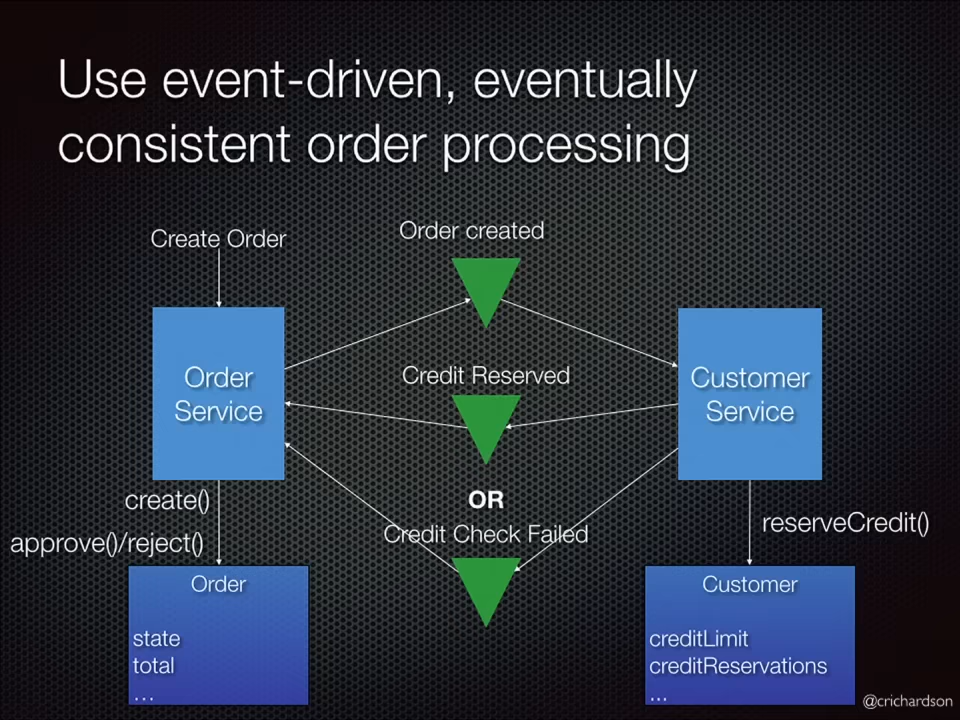 Use event-driven, eventually
consistent order processing
Create Order
Order created
Order
Service
Credit Reserved
Customer
Service
OR
Credit Check Failed
create()
approve()/reject()
reserveCredit()
Order
state
total
...
Customer
creditLimit
creditReservations
...
@crichardson